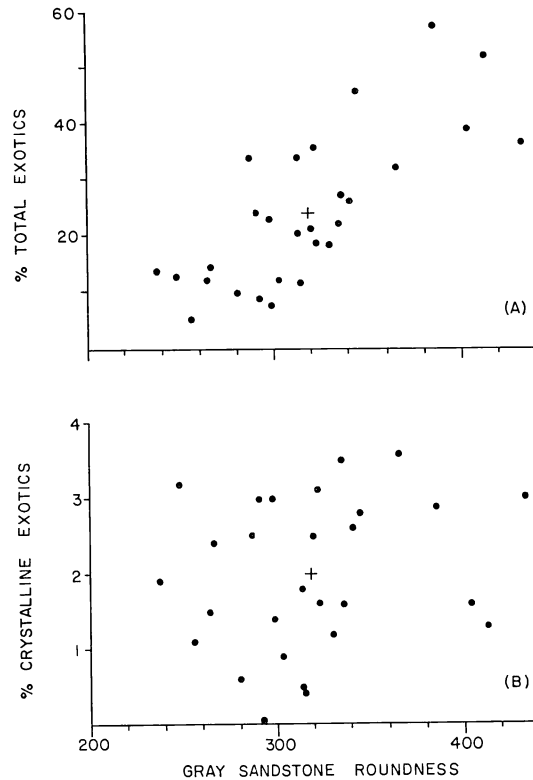 60
40
20
% TOTAL EXOTICS
(A)
4
3
2
1
% CRYSTALLINE EXOTICS
(B)
200 300 400
GRAY SANDSTONE ROUNDNESS